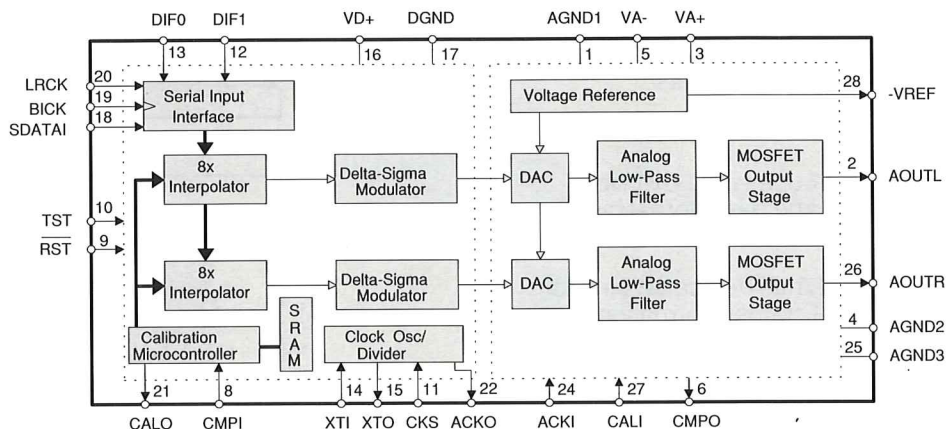 DIF0 DIF1 VD+ DGND AGND1 VA- VA+
13 12 16 17 1 5 3
LRCK 20
BICK 19
SDATAI 18
Serial Input
Interface
Voltage Reference
28 -VREF
8x
Interpolator
Delta-Sigma
Modulator
DAC
Analog
Low-Pass
Filter
MOSFET
Output
Stage
2 AOUTL
TST 10
RST 9
8x
Interpolator
Delta-Sigma
Modulator
DAC
Analog
Low-Pass
Filter
MOSFET
Output
Stage
26 AOUTR
4 AGND2
25 AGND3
Calibration
Microcontroller
SRAM
Clock Osc/
Divider
21 8 14 15 11 22 24 27 6
CALO CMPI XTI XTO CKS ACKO ACKI CALI CMPO